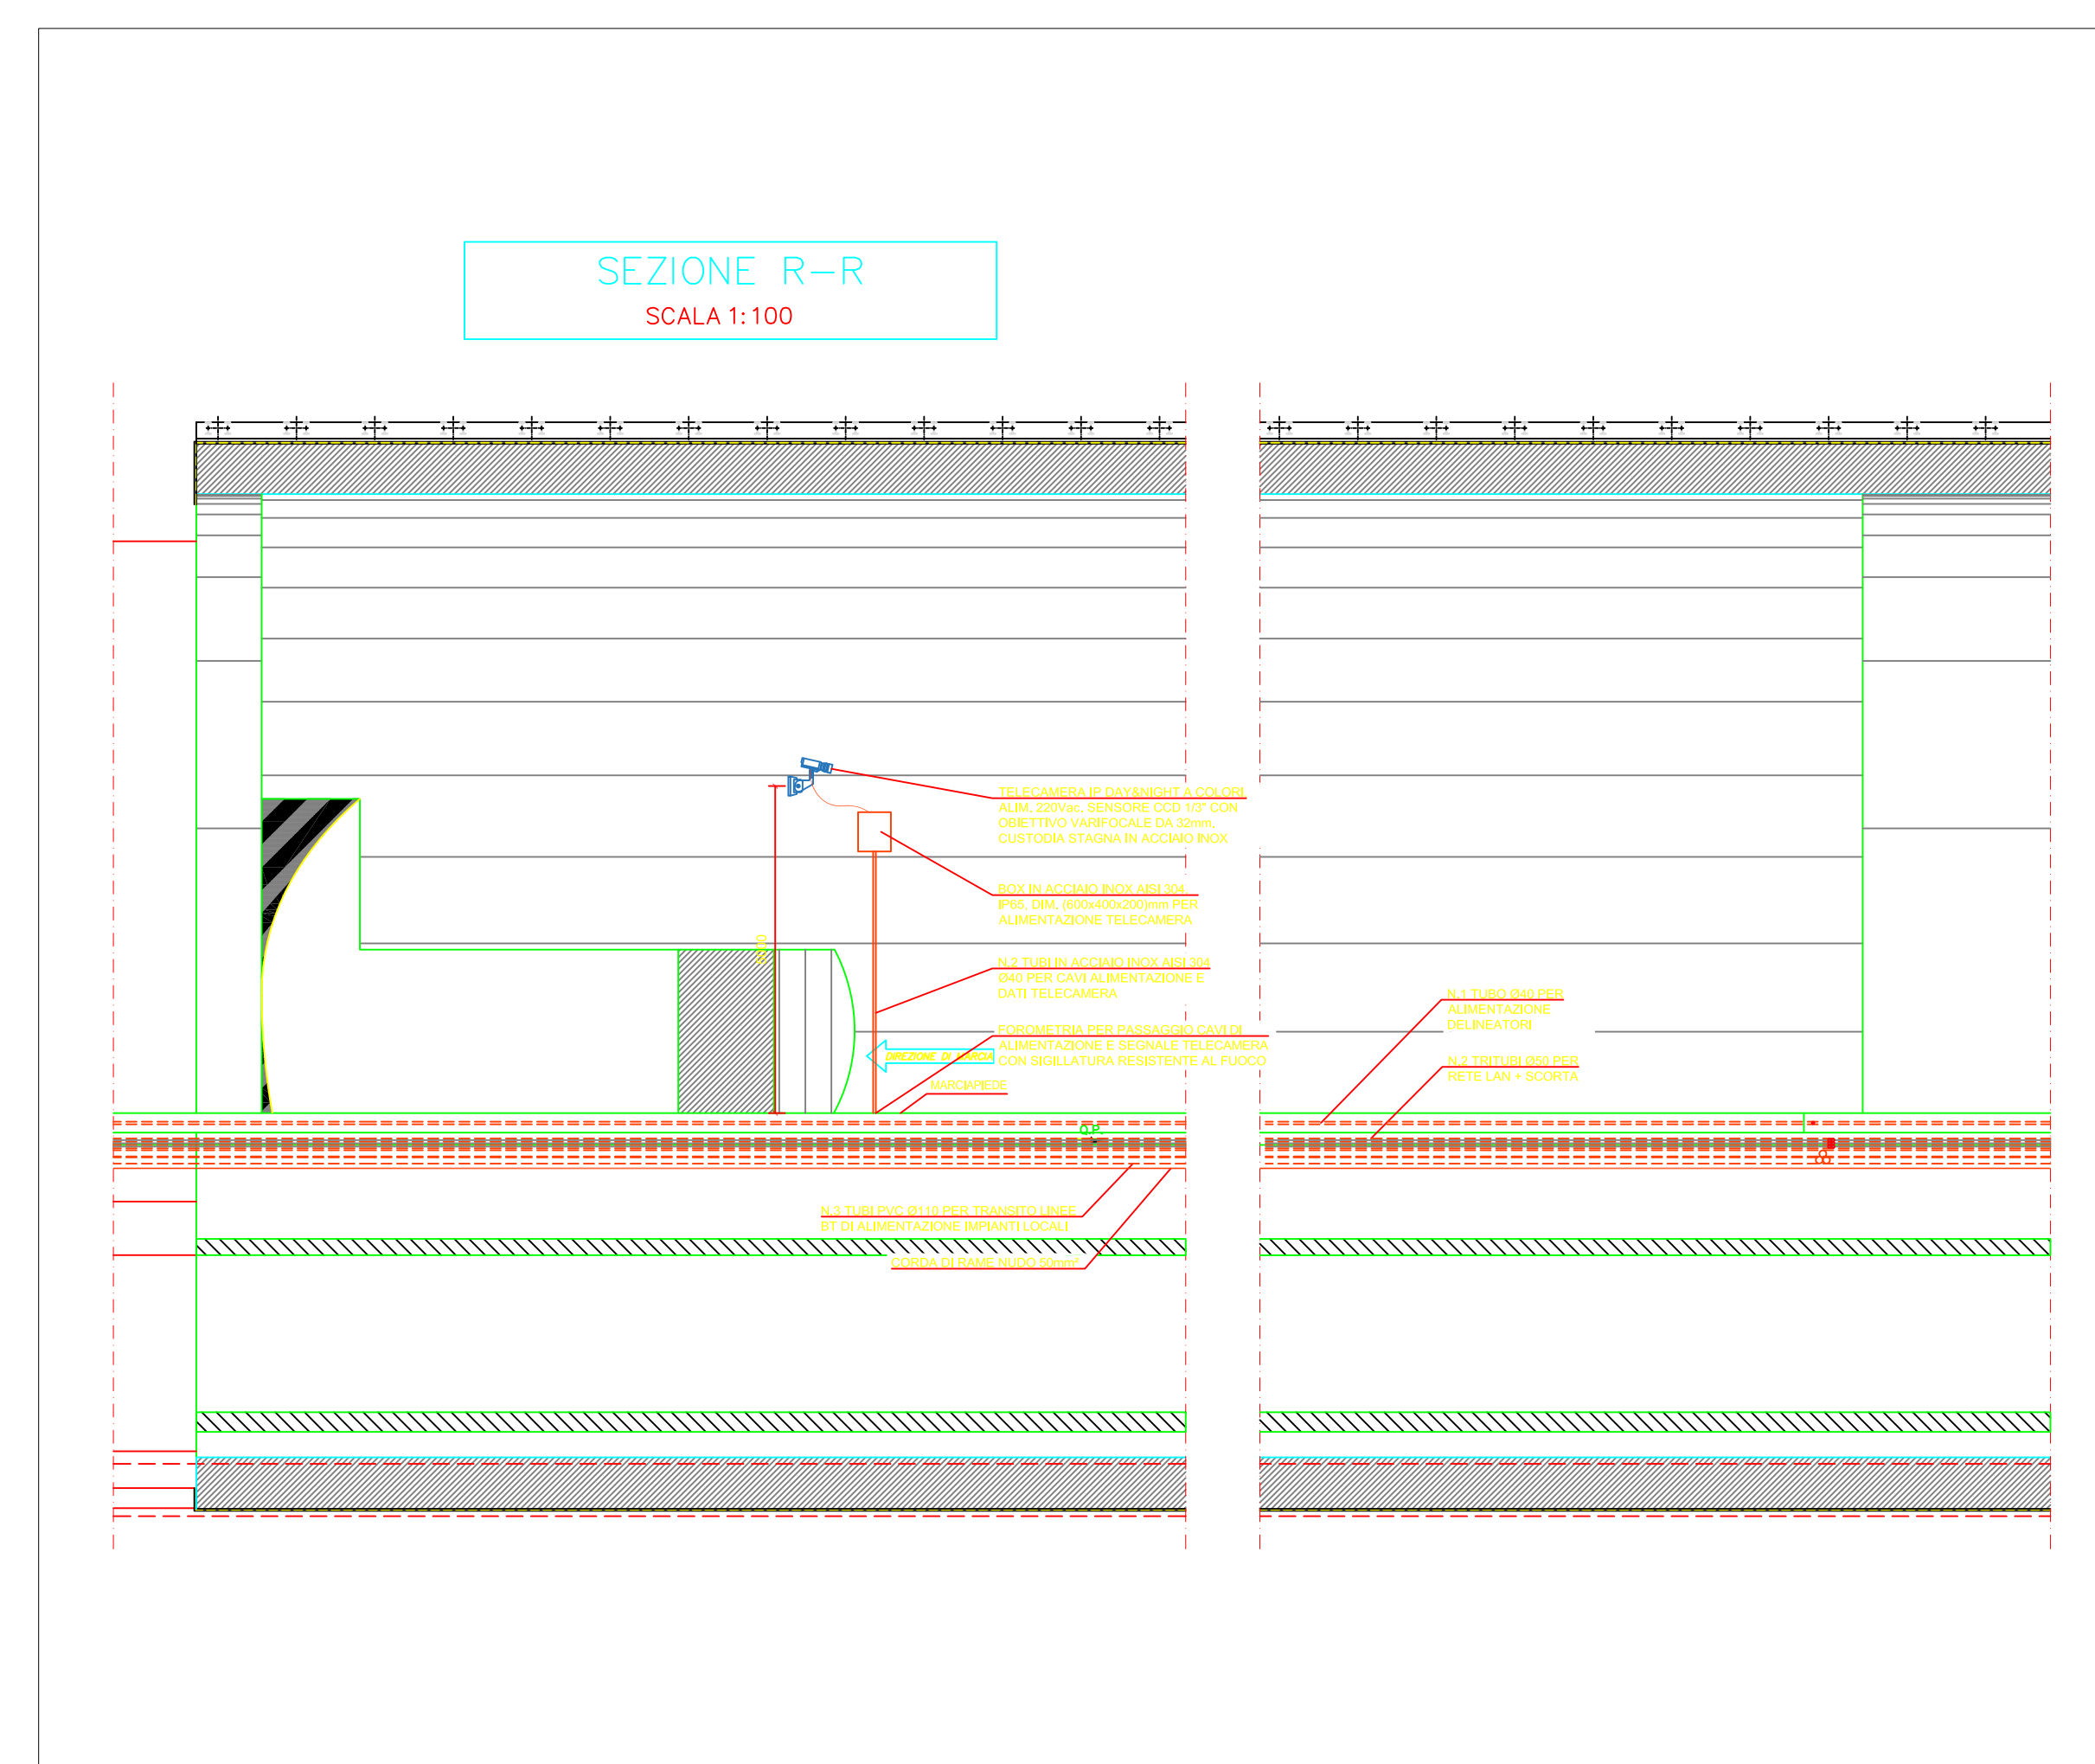 SEZIONE R-R
SCALA 1:100
TELECAMERA IP DAY&NIGHT A COLORI
ALIM. 220Vac, SENSORE CCD 1/3" CON
OBIETTIVO VARIFOCALE DA 32mm.
CUSTODIA STAGNA IN ACCIAIO INOX
BOX IN ACCIAIO INOX AISI 304
IP65, DIM. (600x400x200)mm PER
ALIMENTAZIONE TELECAMERA
N.2 TUBI IN ACCIAIO INOX AISI 304
Ø40 PER CAVI ALIMENTAZIONE E
DATI TELECAMERA
N.1 TUBO Ø40 PER
ALIMENTAZIONE
DELINEATORI
FOROMETRIA PER PASSAGGIO CAVI DI
ALIMENTAZIONE E SEGNALE TELECAMERA
CON SIGILLATURA RESISTENTE AL FUOCO
DIREZIONE DI MARCIA
N.2 TRITUBI Ø50 PER
RETE LAN + SCORTA
MARCIAPIEDE
Q.P.
N.3 TUBI PVC Ø110 PER TRANSITO LINEE
BT DI ALIMENTAZIONE IMPIANTI LOCALI
CORDA DI RAME NUDO 50mm²